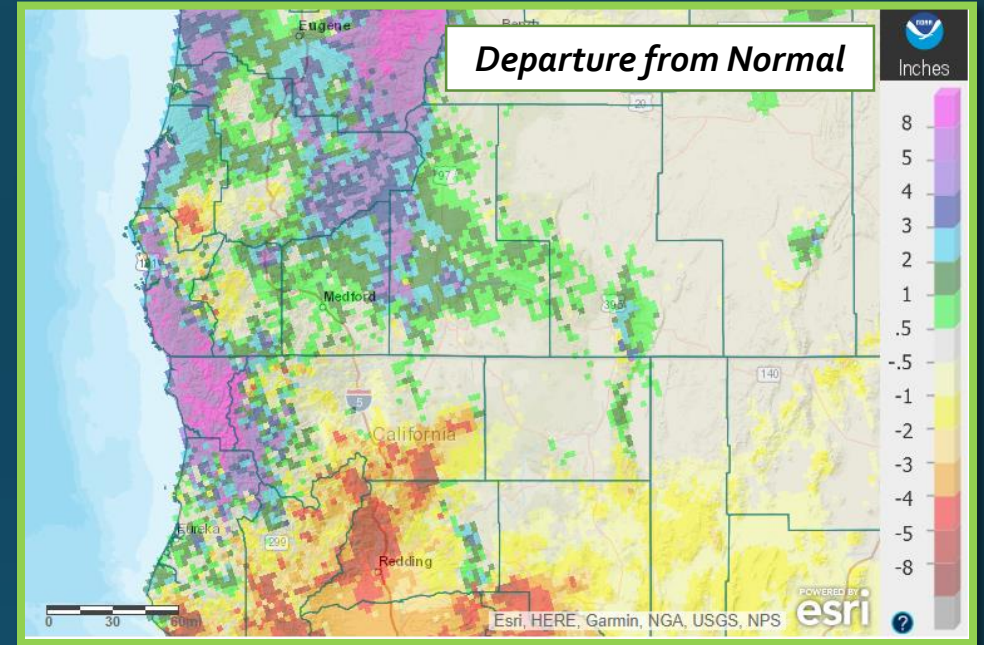 Eugene
Departure from Normal
NOAA
Inches
20
97
8
5
4
3
2
1
.5
-.5
-1
-2
-3
-4
-5
-8
101
Medford
395
140
5
California
Eureka
299
Redding
POWERED BY
esri
0 30 60mi
Esri, HERE, Garmin, NGA, USGS, NPS
?